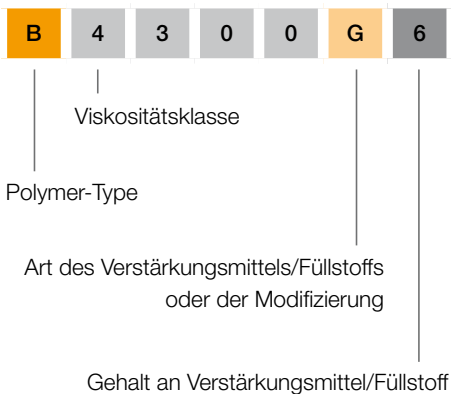 B 4 3 0 0 G 6
Viskositätsklasse
Polymer-Type
Art des Verstärkungsmittels/Füllstoffs
oder der Modifizierung
Gehalt an Verstärkungsmittel/Füllstoff